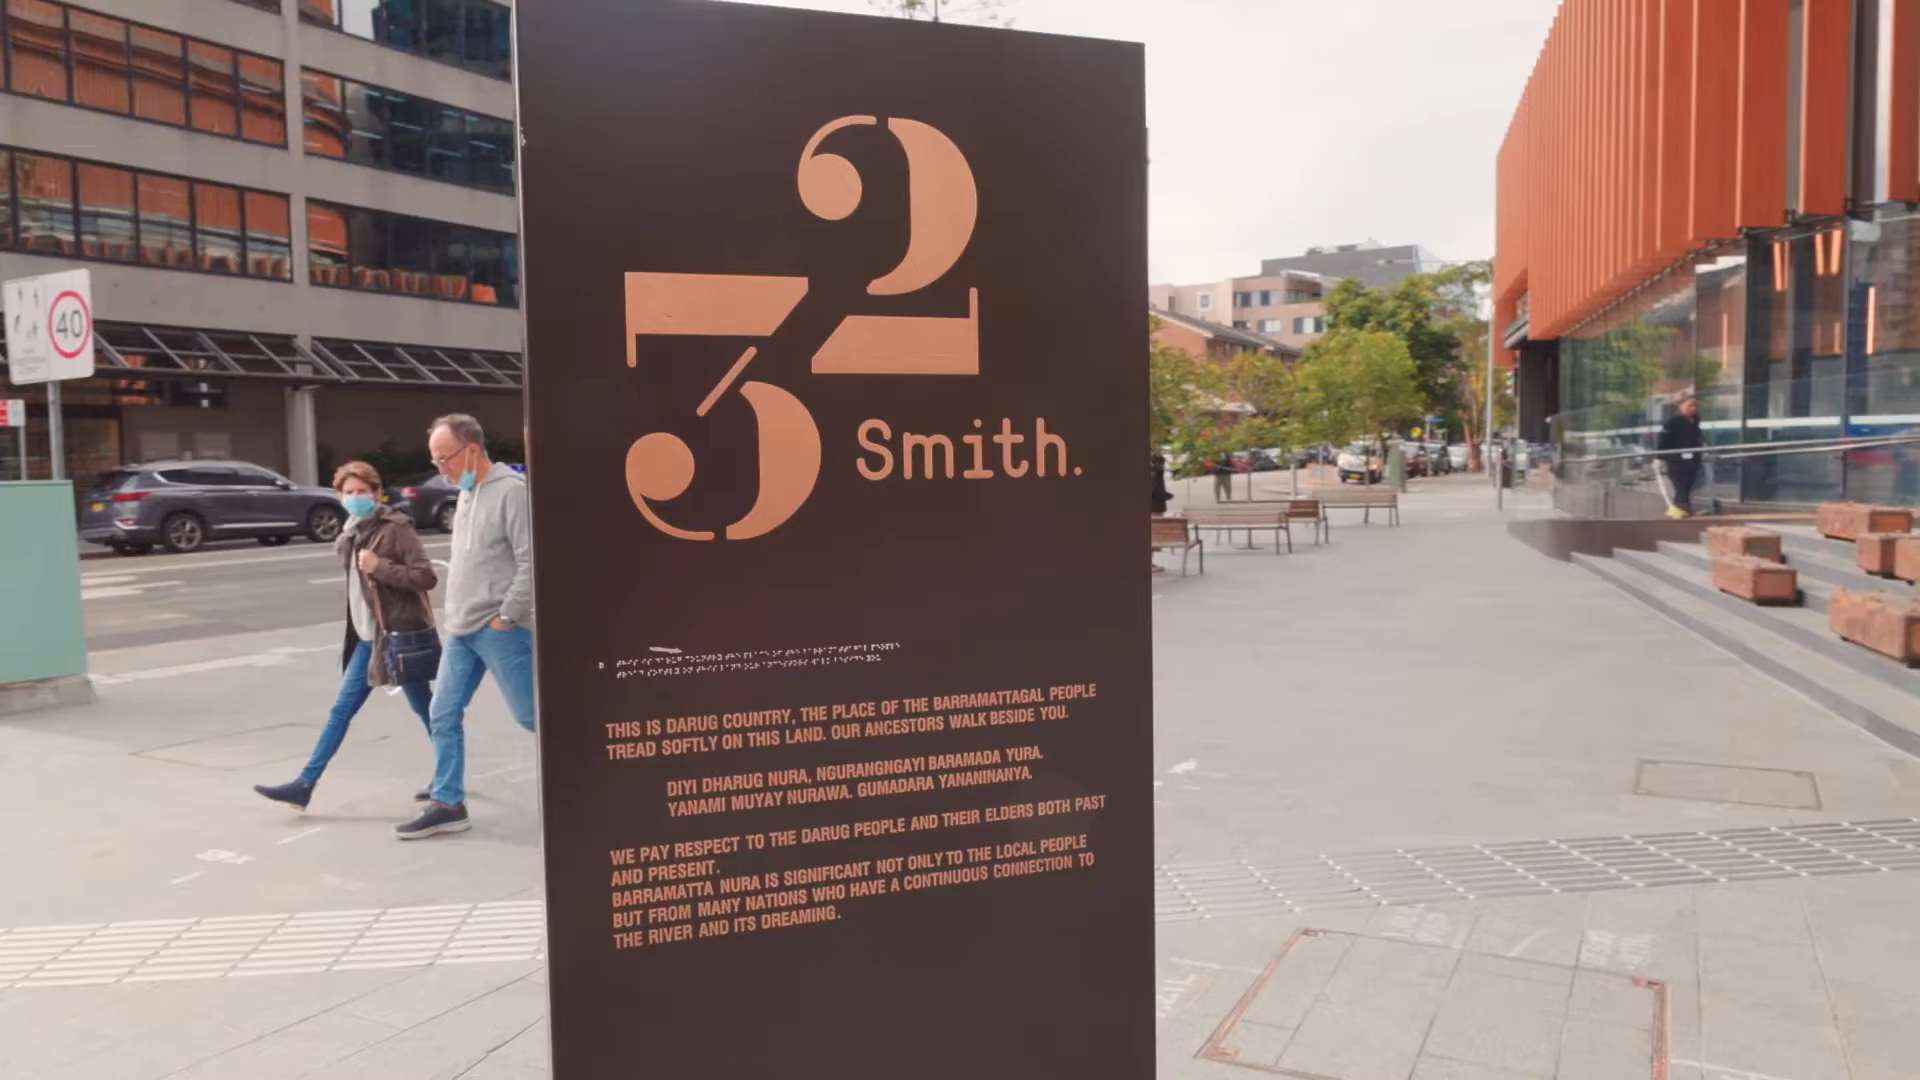 32
Smith.
40
THIS IS DARUG COUNTRY, THE PLACE OF THE BARRAMATTAGAL PEOPLE
TREAD SOFTLY ON THIS LAND. OUR ANCESTORS WALK BESIDE YOU.
DIYI DHARUG NURA, NGURANGNGAYI BARAMADA YURA.
YANAMI MUYAY NURAWA. GUMADARA YANANINANYA.
WE PAY RESPECT TO THE DARUG PEOPLE AND THEIR ELDERS BOTH PAST
AND PRESENT.
BARRAMATTA NURA IS SIGNIFICANT NOT ONLY TO THE LOCAL PEOPLE
BUT FROM MANY NATIONS WHO HAVE A CONTINUOUS CONNECTION TO
THE RIVER AND ITS DREAMING.